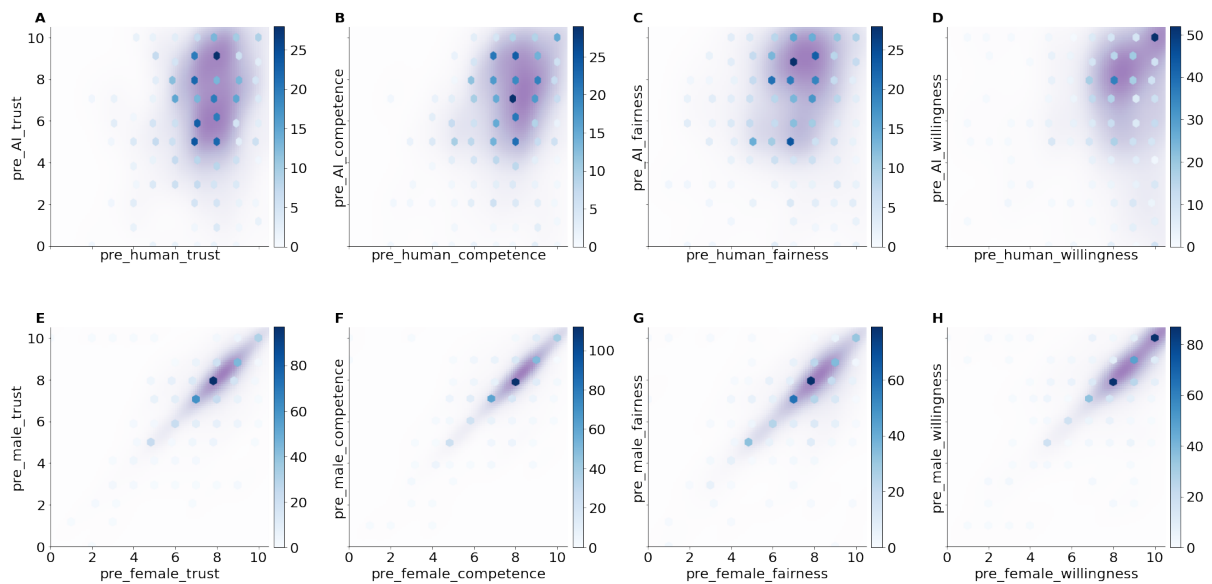 A
B
C
D
10
8
6
4
2
0
pre_AI_trust
pre_human_trust
25
20
15
10
5
0
pre_AI_competence
pre_human_competence
25
20
15
10
5
0
pre_AI_fairness
pre_human_fairness
25
20
15
10
5
0
pre_AI_willingness
pre_human_willingness
50
40
30
20
10
0
E
F
G
H
10
8
6
4
2
0
pre_male_trust
0 2 4 6 8 10
pre_female_trust
80
60
40
20
0
pre_male_competence
0 2 4 6 8 10
pre_female_competence
100
80
60
40
20
0
pre_male_fairness
0 2 4 6 8 10
pre_female_fairness
60
40
20
0
pre_male_willingness
0 2 4 6 8 10
pre_female_willingness
80
60
40
20
0